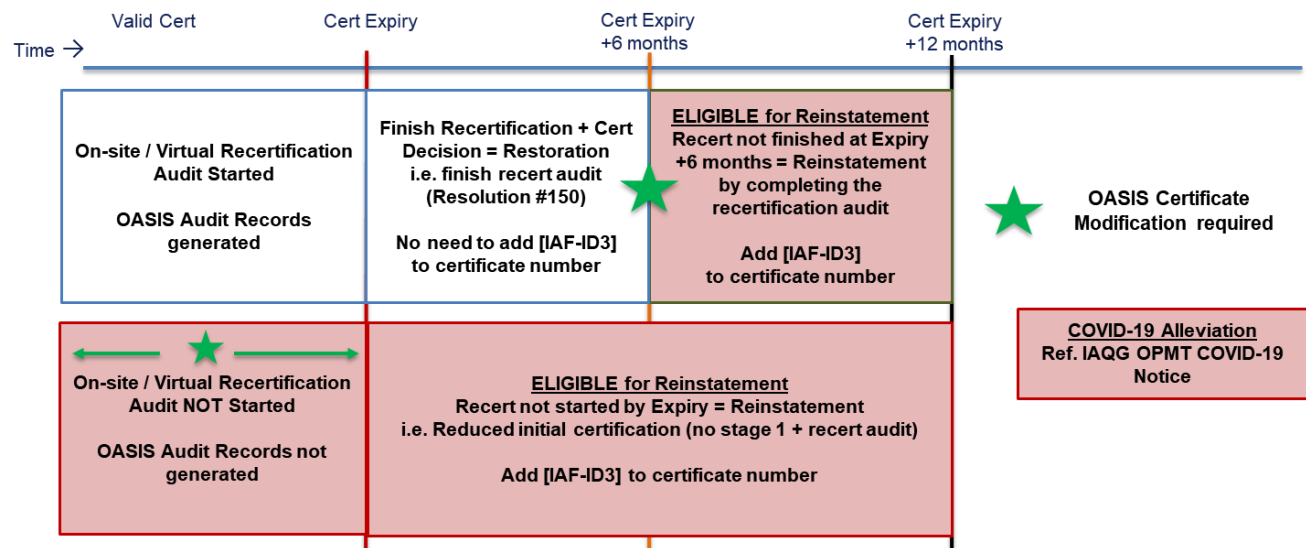 Valid Cert
Cert Expiry
Cert Expiry
+6 months
Cert Expiry
+12 months
Time →
On-site / Virtual Recertification
Audit Started
OASIS Audit Records
generated
Finish Recertification + Cert
Decision = Restoration
i.e. finish recert audit
(Resolution #150)
No need to add [IAF-ID3]
to certificate number
ELIGIBLE for Reinstatement
Recert not finished at Expiry
+6 months = Reinstatement
by completing the
recertification audit
Add [IAF-ID3]
to certificate number
OASIS Certificate
Modification required
On-site / Virtual Recertification
Audit NOT Started
OASIS Audit Records not
generated
ELIGIBLE for Reinstatement
Recert not started by Expiry = Reinstatement
i.e. Reduced initial certification (no stage 1 + recert audit)
Add [IAF-ID3] to certificate number
COVID-19 Alleviation
Ref. IAQG OPMT COVID-19
Notice